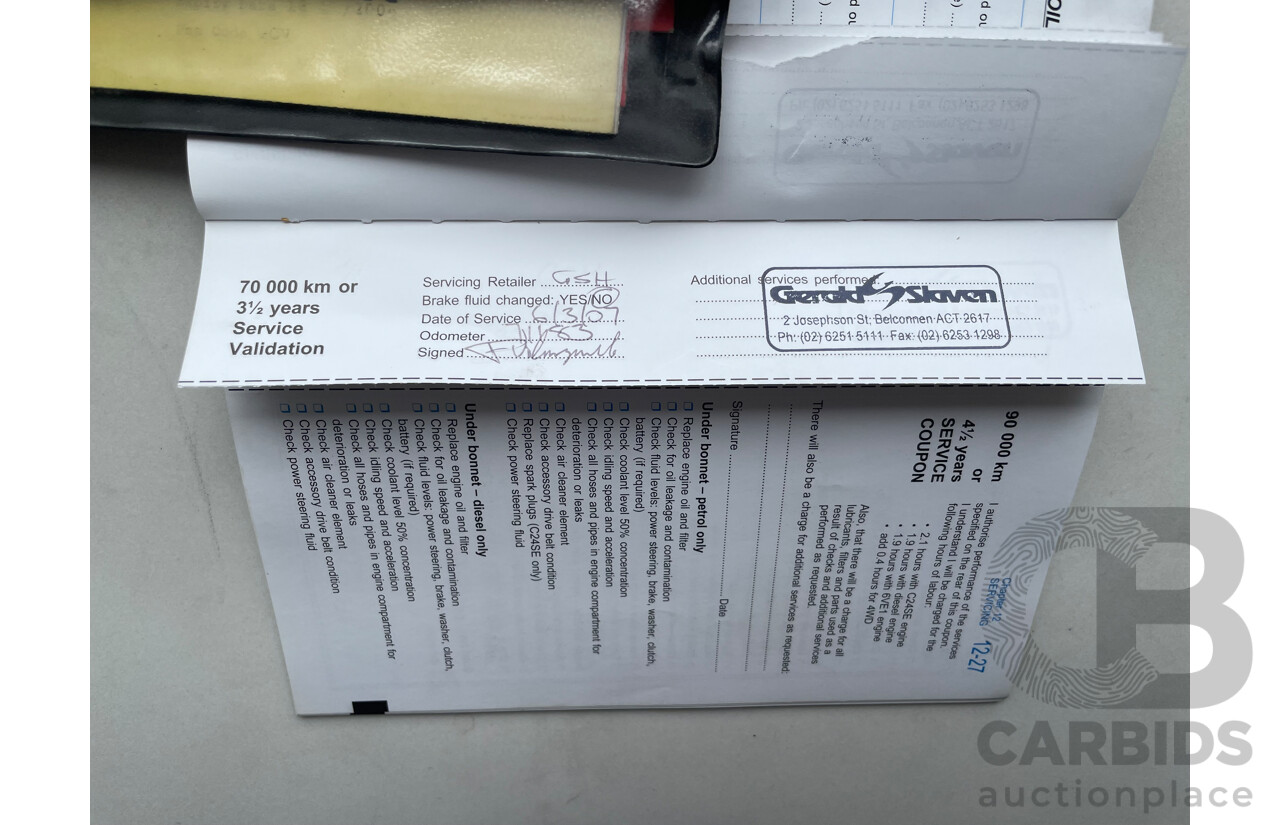 70 000 km or
3½ years
Service
Validation
Servicing Retailer GSH
Brake fluid changed: YES/NO
Date of Service 6/3/07
Odometer
Signed
Additional services performed:
Gerald Slaven
2 Josephson St, Belconnen ACT 2617
Ph: (02) 6251 5111 Fax: (02) 6253 1298
Chapter 12
SERVICING 12-27
90 000 km
or
4½ years
SERVICE
COUPON
I authorise performance of the services
specified on the rear of this coupon.
I understand I will be charged for the
following hours of labour:
• 2.1 hours with C24SE engine
• 1.9 hours with diesel engine
• 1.9 hours with 6VE1 engine
• add 0.4 hours for 4WD
Also, that there will be a charge for all
lubricants, filters and parts used as a
result of checks and additional services
performed as requested.
There will also be a charge for additional services as requested:
Signature Date
Under bonnet – petrol only
Replace engine oil and filter
Check for oil leakage and contamination
Check fluid levels: power steering, brake, washer, clutch,
battery (if required)
Check coolant level 50% concentration
Check idling speed and acceleration
Check all hoses and pipes in engine compartment for
deterioration or leaks
Check air cleaner element
Check accessory drive belt condition
Replace spark plugs (C24SE only)
Check power steering fluid
Under bonnet – diesel only
Replace engine oil and filter
Check for oil leakage and contamination
Check fluid levels: power steering, brake, washer, clutch,
battery (if required)
Check coolant level 50% concentration
Check idling speed and acceleration
Check all hoses and pipes in engine compartment for
deterioration or leaks
Check air cleaner element
Check accessory drive belt condition
Check power steering fluid
CB
CARBIDS
auctionplace